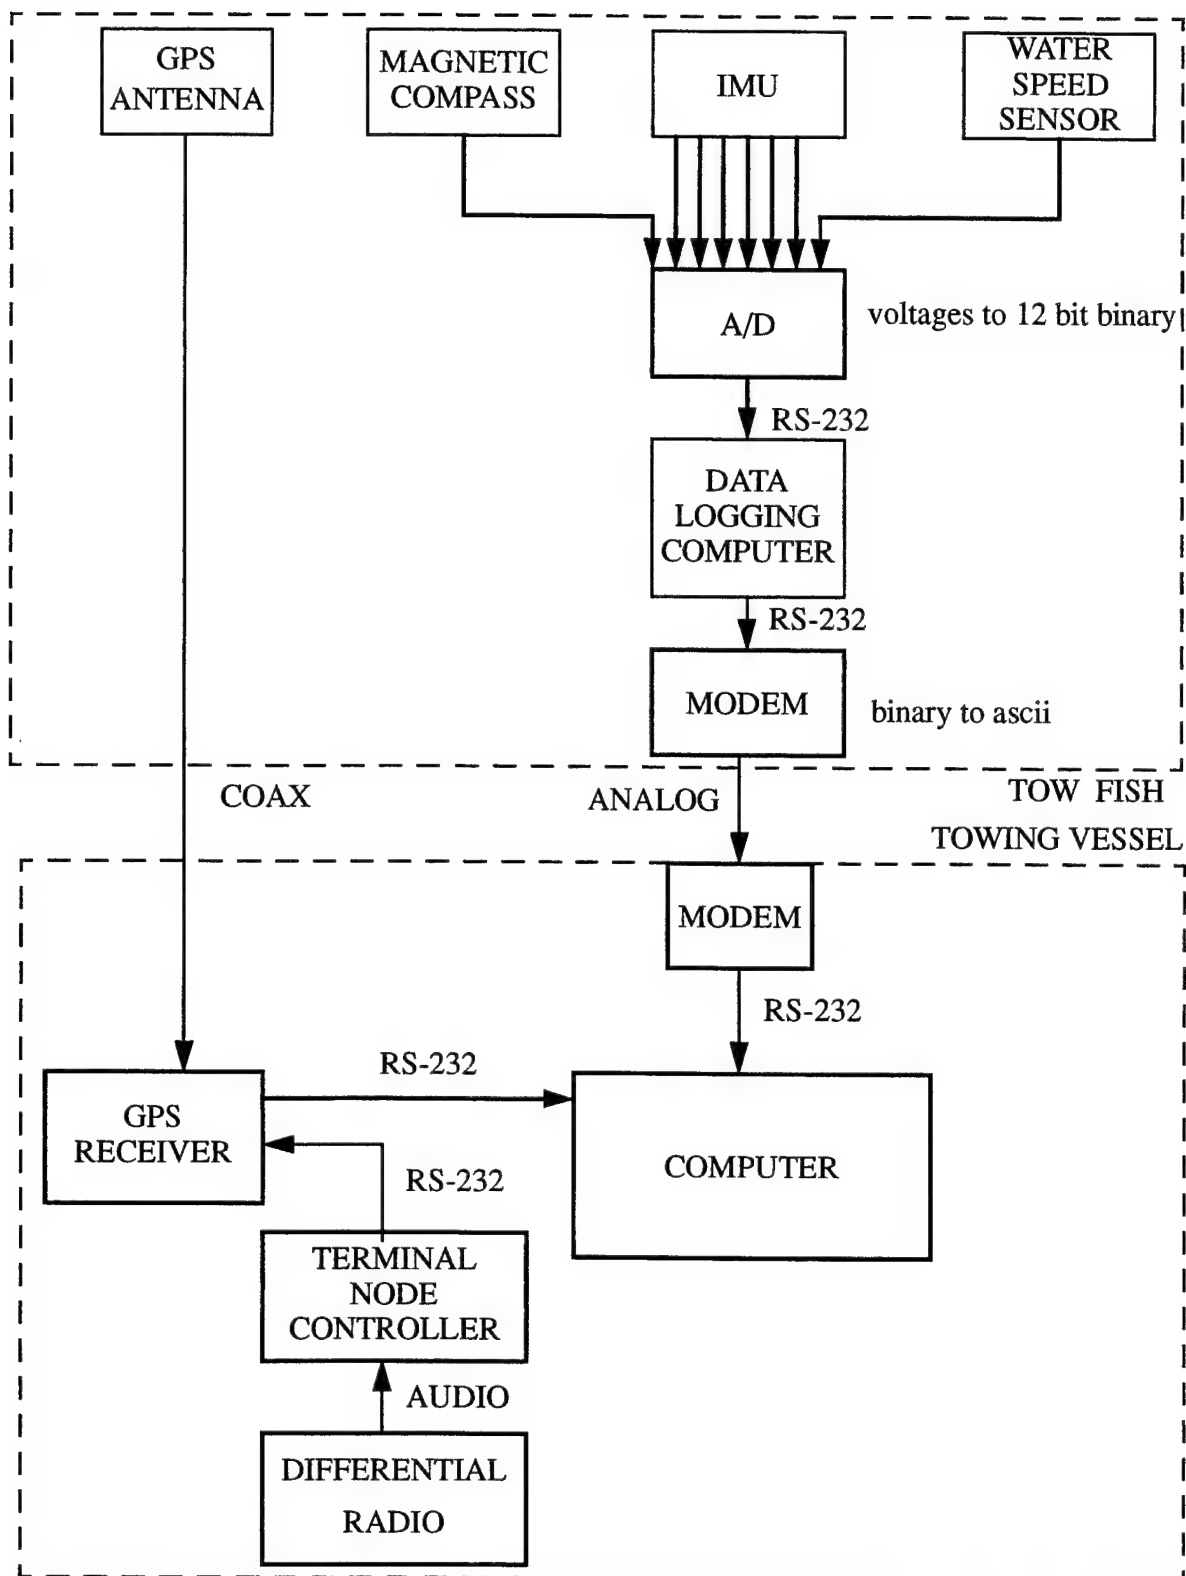 GPS
ANTENNA
MAGNETIC
COMPASS
IMU
WATER
SPEED
SENSOR
A/D
voltages to 12 bit binary
RS-232
DATA
LOGGING
COMPUTER
RS-232
MODEM
binary to ascii
COAX
ANALOG
TOW FISH
TOWING VESSEL
MODEM
RS-232
RS-232
GPS
RECEIVER
COMPUTER
RS-232
TERMINAL
NODE
CONTROLLER
AUDIO
DIFFERENTIAL
RADIO